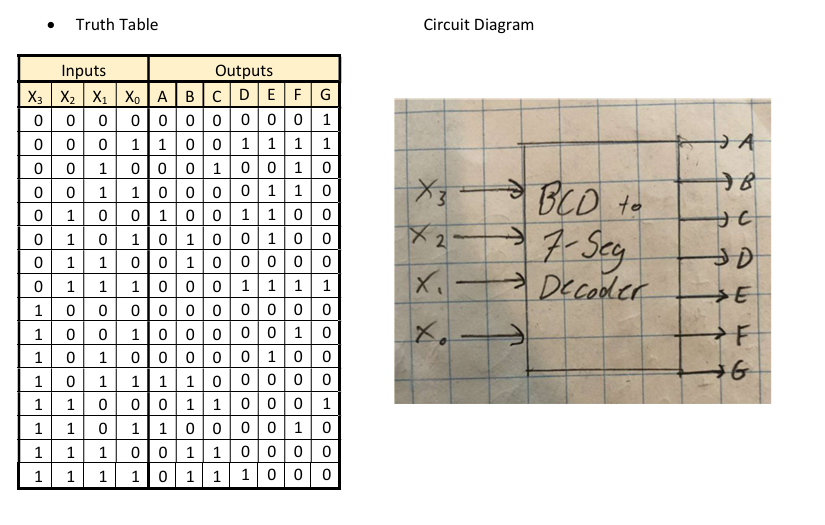 • Truth Table
Inputs Outputs
X₃ X₂ X₁ X₀ A B C D E F G
0 0 0 0 0 0 0 0 0 0 1
0 0 0 1 1 0 0 1 1 1 1
0 0 1 0 0 0 1 0 0 1 0
0 0 1 1 0 0 0 0 1 1 0
0 1 0 0 1 0 0 1 1 0 0
0 1 0 1 0 1 0 0 1 0 0
0 1 1 0 0 1 0 0 0 0 0
0 1 1 1 0 0 0 1 1 1 1
1 0 0 0 0 0 0 0 0 0 0
1 0 0 1 0 0 0 0 0 1 0
1 0 1 0 0 0 0 0 1 0 0
1 0 1 1 1 1 0 0 0 0 0
1 1 0 0 0 1 1 0 0 0 1
1 1 0 1 1 0 0 0 0 1 0
1 1 1 0 0 1 1 0 0 0 0
1 1 1 1 0 1 1 1 0 0 0
Circuit Diagram
X₃
X₂
X₁
X₀
BCD to
7-Seg
Decoder
A
B
C
D
E
F
G